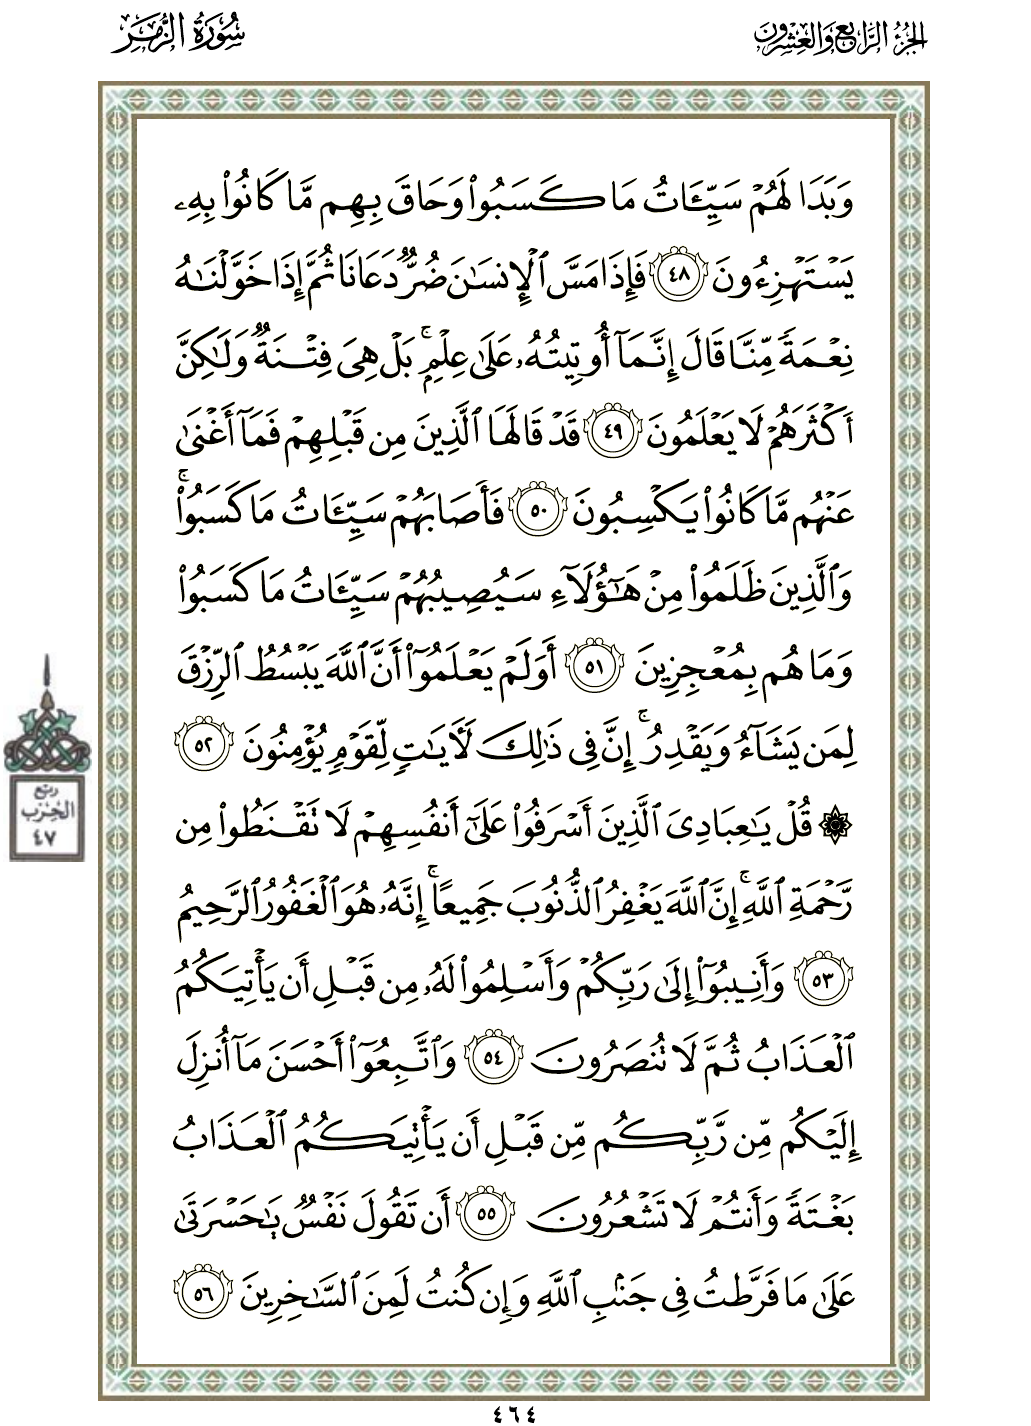 الجزء الرابع والعشرون
سورة الزمر
وَبَدَا لَهُمْ سَيِّـَٔاتُ مَا كَسَبُوا۟ وَحَاقَ بِهِم مَّا كَانُوا۟ بِهِۦ
يَسْتَهْزِءُونَ ٤٨ فَإِذَا مَسَّ ٱلْإِنسَـٰنَ ضُرٌّ دَعَانَا ثُمَّ إِذَا خَوَّلْنَـٰهُ
نِعْمَةً مِّنَّا قَالَ إِنَّمَآ أُوتِيتُهُۥ عَلَىٰ عِلْمٍۭ ۚ بَلْ هِىَ فِتْنَةٌ وَلَـٰكِنَّ
أَكْثَرَهُمْ لَا يَعْلَمُونَ ٤٩ قَدْ قَالَهَا ٱلَّذِينَ مِن قَبْلِهِمْ فَمَآ أَغْنَىٰ
عَنْهُم مَّا كَانُوا۟ يَكْسِبُونَ ٥٠ فَأَصَابَهُمْ سَيِّـَٔاتُ مَا كَسَبُوا۟ ۚ
وَٱلَّذِينَ ظَلَمُوا۟ مِنْ هَـٰٓؤُلَآءِ سَيُصِيبُهُمْ سَيِّـَٔاتُ مَا كَسَبُوا۟
وَمَا هُم بِمُعْجِزِينَ ٥١ أَوَلَمْ يَعْلَمُوٓا۟ أَنَّ ٱللَّهَ يَبْسُطُ ٱلرِّزْقَ
لِمَن يَشَآءُ وَيَقْدِرُ ۚ إِنَّ فِى ذَٰلِكَ لَـَٔايَـٰتٍ لِّقَوْمٍ يُؤْمِنُونَ ٥٢
۞ قُلْ يَـٰعِبَادِىَ ٱلَّذِينَ أَسْرَفُوا۟ عَلَىٰٓ أَنفُسِهِمْ لَا تَقْنَطُوا۟ مِن
رَّحْمَةِ ٱللَّهِ ۚ إِنَّ ٱللَّهَ يَغْفِرُ ٱلذُّنُوبَ جَمِيعًا ۚ إِنَّهُۥ هُوَ ٱلْغَفُورُ ٱلرَّحِيمُ
٥٣ وَأَنِيبُوٓا۟ إِلَىٰ رَبِّكُمْ وَأَسْلِمُوا۟ لَهُۥ مِن قَبْلِ أَن يَأْتِيَكُمُ
ٱلْعَذَابُ ثُمَّ لَا تُنصَرُونَ ٥٤ وَٱتَّبِعُوٓا۟ أَحْسَنَ مَآ أُنزِلَ
إِلَيْكُم مِّن رَّبِّكُم مِّن قَبْلِ أَن يَأْتِيَكُمُ ٱلْعَذَابُ
بَغْتَةً وَأَنتُمْ لَا تَشْعُرُونَ ٥٥ أَن تَقُولَ نَفْسٌ يَـٰحَسْرَتَىٰ
عَلَىٰ مَا فَرَّطتُ فِى جَنۢبِ ٱللَّهِ وَإِن كُنتُ لَمِنَ ٱلسَّـٰخِرِينَ ٥٦
ربع
الحزب
٤٧
٤٦٤